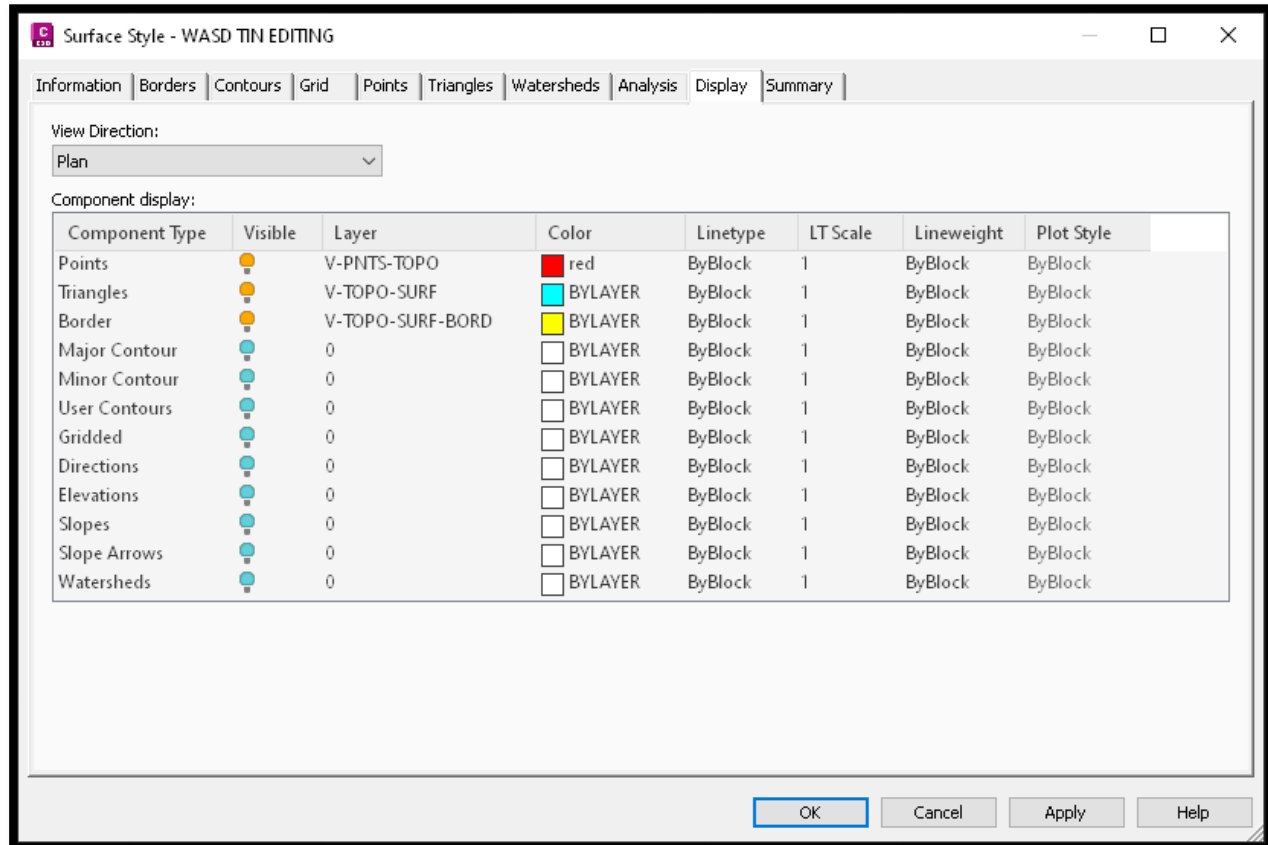 C
C3D
Surface Style - WASD TIN EDITING
Information Borders Contours Grid Points Triangles Watersheds Analysis Display Summary
View Direction:
Plan
Component display:
Component Type Visible Layer Color Linetype LT Scale Lineweight Plot Style
Points V-PNTS-TOPO red ByBlock 1 ByBlock ByBlock
Triangles V-TOPO-SURF BYLAYER ByBlock 1 ByBlock ByBlock
Border V-TOPO-SURF-BORD BYLAYER ByBlock 1 ByBlock ByBlock
Major Contour 0 BYLAYER ByBlock 1 ByBlock ByBlock
Minor Contour 0 BYLAYER ByBlock 1 ByBlock ByBlock
User Contours 0 BYLAYER ByBlock 1 ByBlock ByBlock
Gridded 0 BYLAYER ByBlock 1 ByBlock ByBlock
Directions 0 BYLAYER ByBlock 1 ByBlock ByBlock
Elevations 0 BYLAYER ByBlock 1 ByBlock ByBlock
Slopes 0 BYLAYER ByBlock 1 ByBlock ByBlock
Slope Arrows 0 BYLAYER ByBlock 1 ByBlock ByBlock
Watersheds 0 BYLAYER ByBlock 1 ByBlock ByBlock
OK Cancel Apply Help